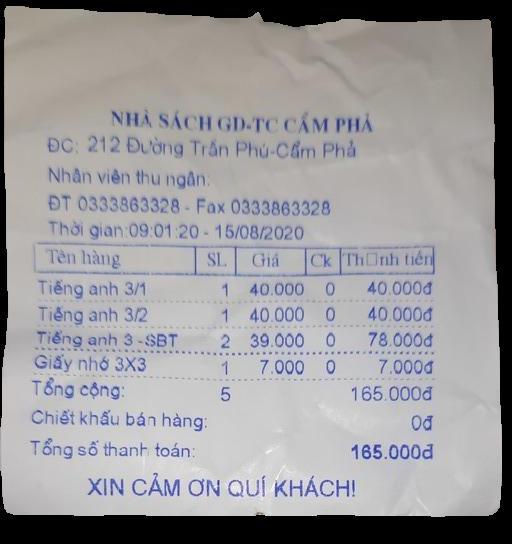 NHÀ SÁCH GD-TC CẨM PHẢ
ĐC: 212 Đường Trần Phú-Cẩm Phả
Nhân viên thu ngân:
ĐT 0333863328 - Fax 0333863328
Thời gian:09:01:20 - 15/08/2020
Tên hàng SL Giá Ck Th□nh tiền
Tiếng anh 3/1 1 40.000 0 40.000đ
Tiếng anh 3/2 1 40.000 0 40.000đ
Tiếng anh 3 -SBT 2 39.000 0 78.000đ
Giấy nhớ 3X3 1 7.000 0 7.000đ
Tổng cộng: 5 165.000đ
Chiết khấu bán hàng: 0đ
Tổng số thanh toán: 165.000đ
XIN CẢM ƠN QUÍ KHÁCH!